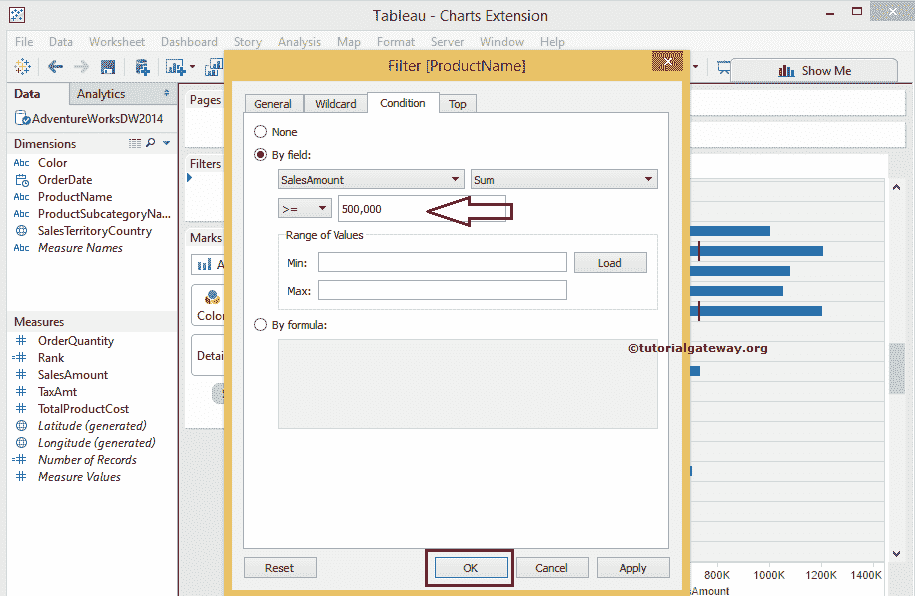 Tableau - Charts Extension
File Data Worksheet Dashboard Story Analysis Map Format Server Window Help
Show Me
Data Analytics
AdventureWorksDW2014
Dimensions
Abc Color
OrderDate
Abc ProductName
Abc ProductSubcategoryNa...
SalesTerritoryCountry
Abc Measure Names
Measures
# OrderQuantity
=# Rank
# SalesAmount
# TaxAmt
# TotalProductCost
Latitude (generated)
Longitude (generated)
=# Number of Records
# Measure Values
Pages
Filters
Marks
A
Color
Detai
Filter [ProductName]
General Wildcard Condition Top
None
By field:
SalesAmount Sum
>= 500,000
Range of Values
Min: Load
Max:
By formula:
©tutorialgateway.org
Reset OK Cancel Apply
800K 1000K 1200K 1400K
sAmount